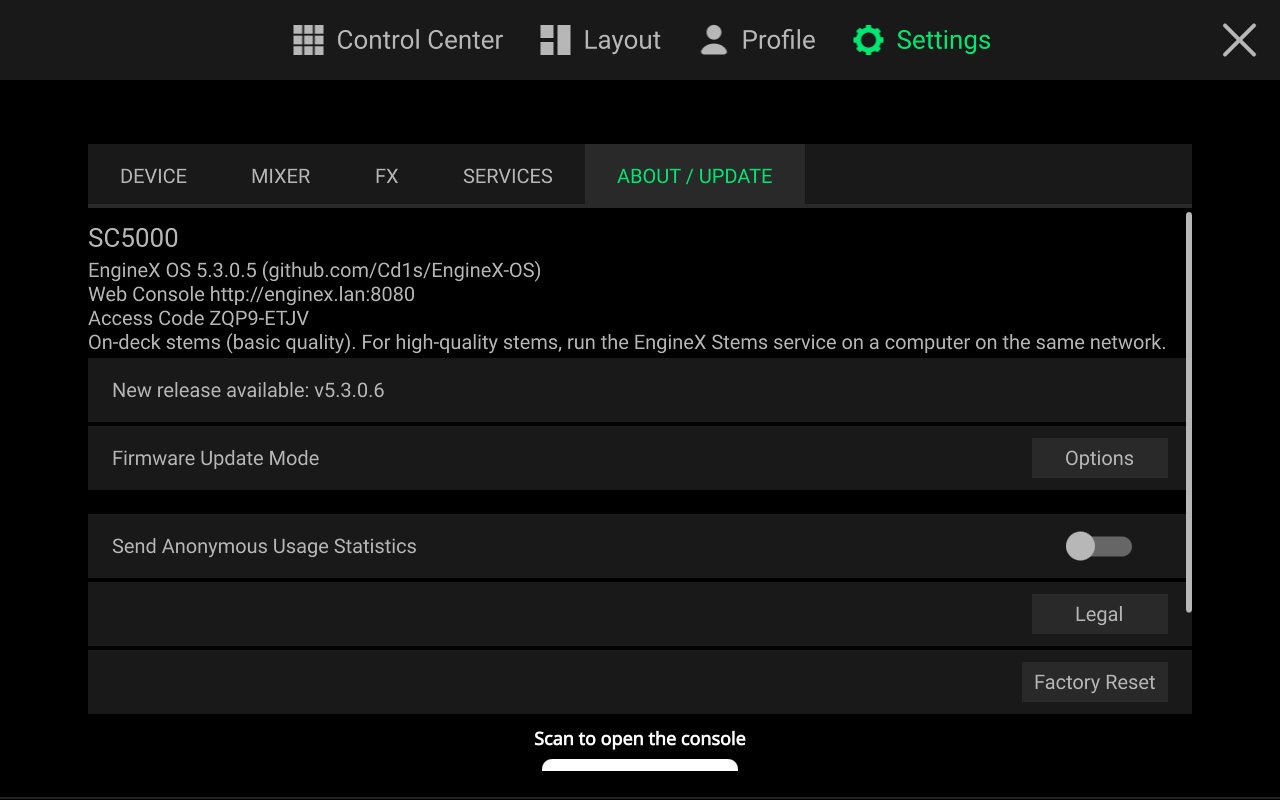 Control Center
Layout
Profile
Settings
DEVICE
MIXER
FX
SERVICES
ABOUT / UPDATE
SC5000
EngineX OS 5.3.0.5 (github.com/Cd1s/EngineX-OS)
Web Console http://enginex.lan:8080
Access Code ZQP9-ETJV
On-deck stems (basic quality). For high-quality stems, run the EngineX Stems service on a computer on the same network.
New release available: v5.3.0.6
Firmware Update Mode
Options
Send Anonymous Usage Statistics
Legal
Factory Reset
Scan to open the console